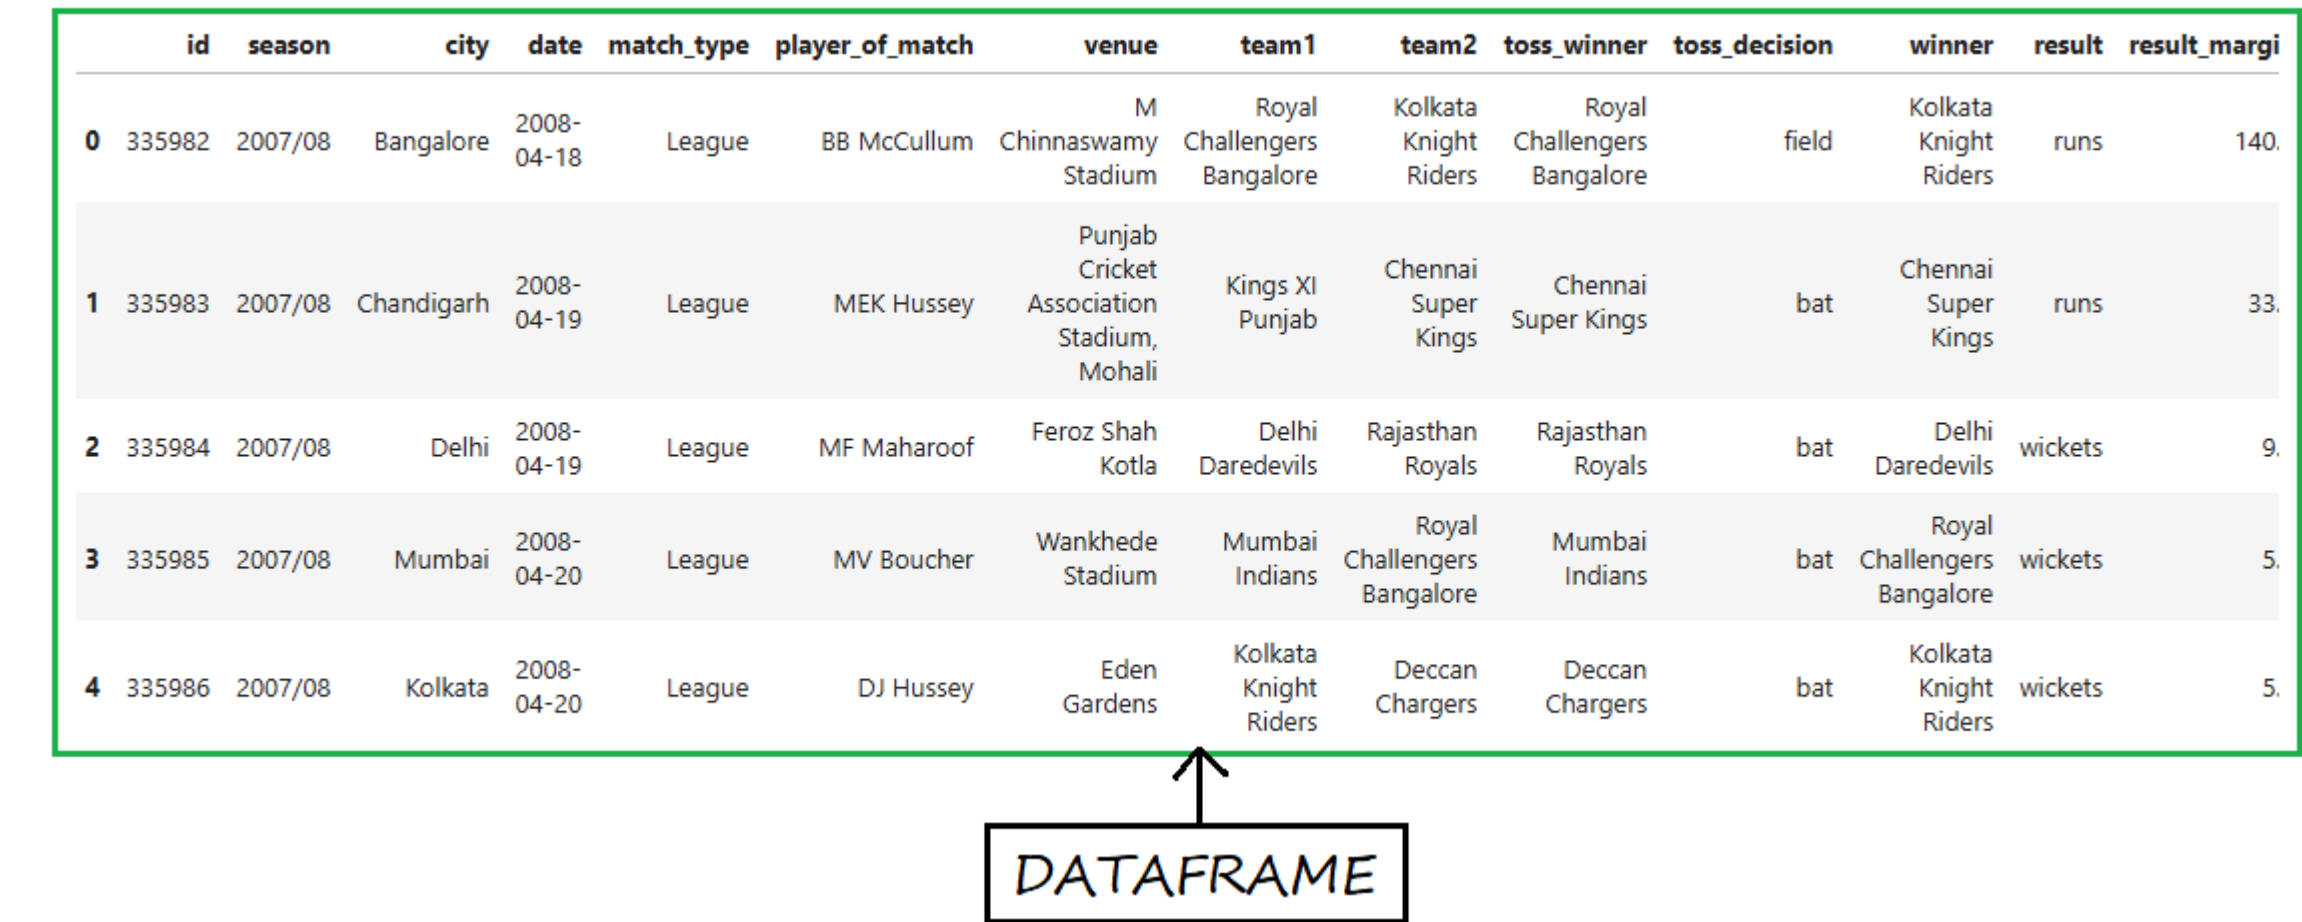 id season city date match_type player_of_match venue team1 team2 toss_winner toss_decision winner result result_margi
0 335982 2007/08 Bangalore 2008-04-18 League BB McCullum M Chinnaswamy Stadium Royal Challengers Bangalore Kolkata Knight Riders Royal Challengers Bangalore field Kolkata Knight Riders runs 140.
1 335983 2007/08 Chandigarh 2008-04-19 League MEK Hussey Punjab Cricket Association Stadium, Mohali Kings XI Punjab Chennai Super Kings Chennai Super Kings bat Chennai Super Kings runs 33.
2 335984 2007/08 Delhi 2008-04-19 League MF Maharoof Feroz Shah Kotla Delhi Daredevils Rajasthan Royals Rajasthan Royals bat Delhi Daredevils wickets 9.
3 335985 2007/08 Mumbai 2008-04-20 League MV Boucher Wankhede Stadium Mumbai Indians Royal Challengers Bangalore Mumbai Indians bat Royal Challengers Bangalore wickets 5.
4 335986 2007/08 Kolkata 2008-04-20 League DJ Hussey Eden Gardens Kolkata Knight Riders Deccan Chargers Deccan Chargers bat Kolkata Knight Riders wickets 5.
DATAFRAME